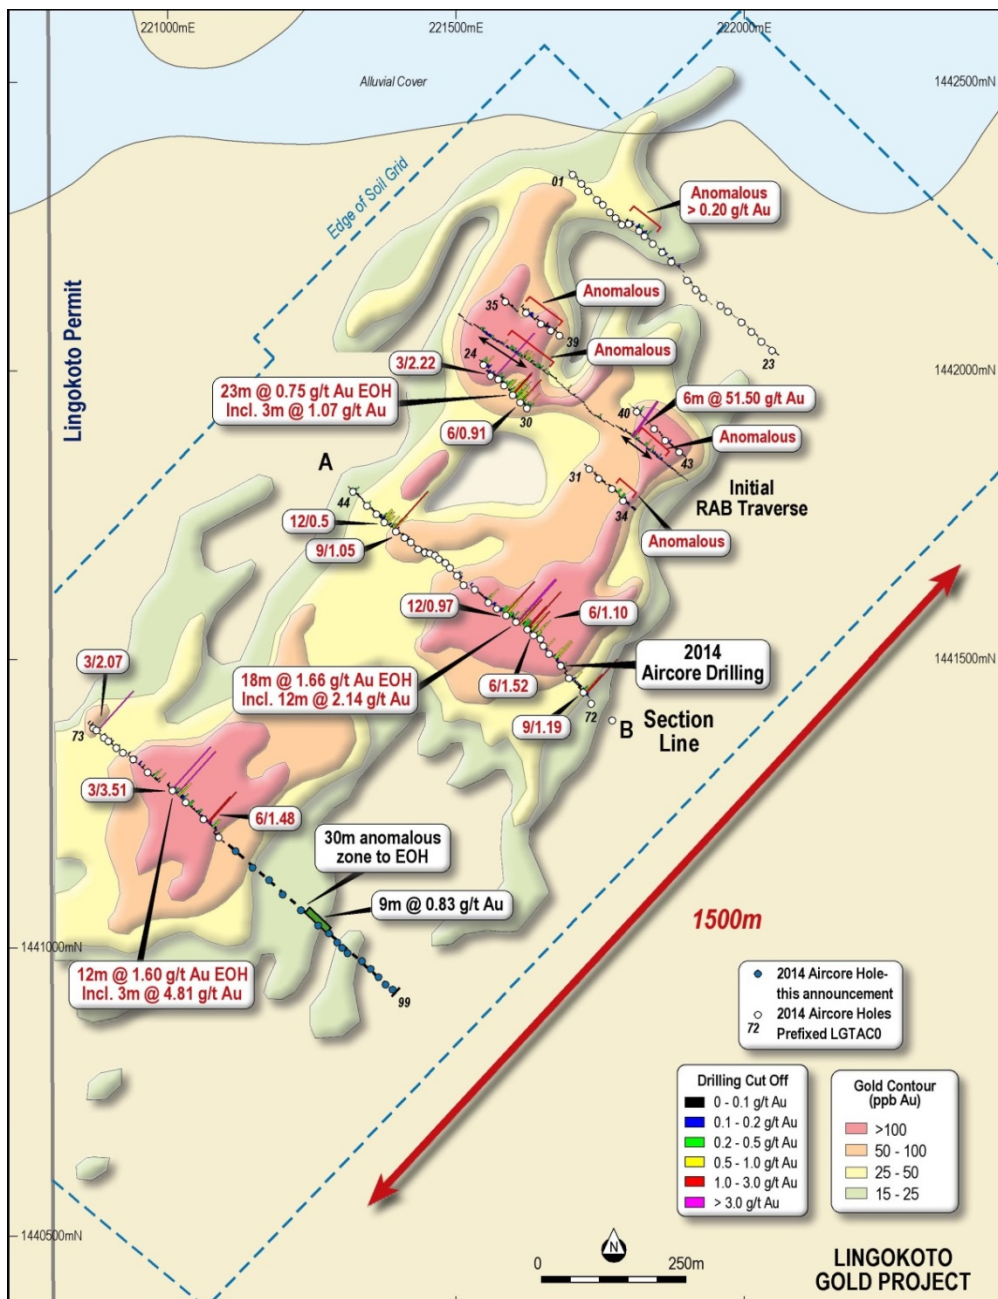 221000mE
221500mE
222000mE
Alluvial Cover
1442500mN
Edge of Soil Grid
01
Anomalous
> 0.20 g/t Au
Lingokoto Permit
35
Anomalous
39
23
24
3/2.22
Anomalous
1442000mN
23m @ 0.75 g/t Au EOH
Incl. 3m @ 1.07 g/t Au
30
6/0.91
40
6m @ 51.50 g/t Au
Anomalous
43
A
44
31
34
Initial
RAB Traverse
12/0.5
9/1.05
Anomalous
12/0.97
6/1.10
18m @ 1.66 g/t Au EOH
Incl. 12m @ 2.14 g/t Au
6/1.52
2014
Aircore Drilling
1441500mN
3/2.07
73
9/1.19
72
B
Section
Line
3/3.51
6/1.48
30m anomalous
zone to EOH
9m @ 0.83 g/t Au
1500m
1441000mN
12m @ 1.60 g/t Au EOH
Incl. 3m @ 4.81 g/t Au
99
2014 Aircore Hole-
this announcement
2014 Aircore Holes
72 Prefixed LGTAC0
Drilling Cut Off
0 - 0.1 g/t Au
0.1 - 0.2 g/t Au
0.2 - 0.5 g/t Au
0.5 - 1.0 g/t Au
1.0 - 3.0 g/t Au
> 3.0 g/t Au
Gold Contour
(ppb Au)
>100
50 - 100
25 - 50
15 - 25
1440500mN
N
0
250m
LINGOKOTO
GOLD PROJECT